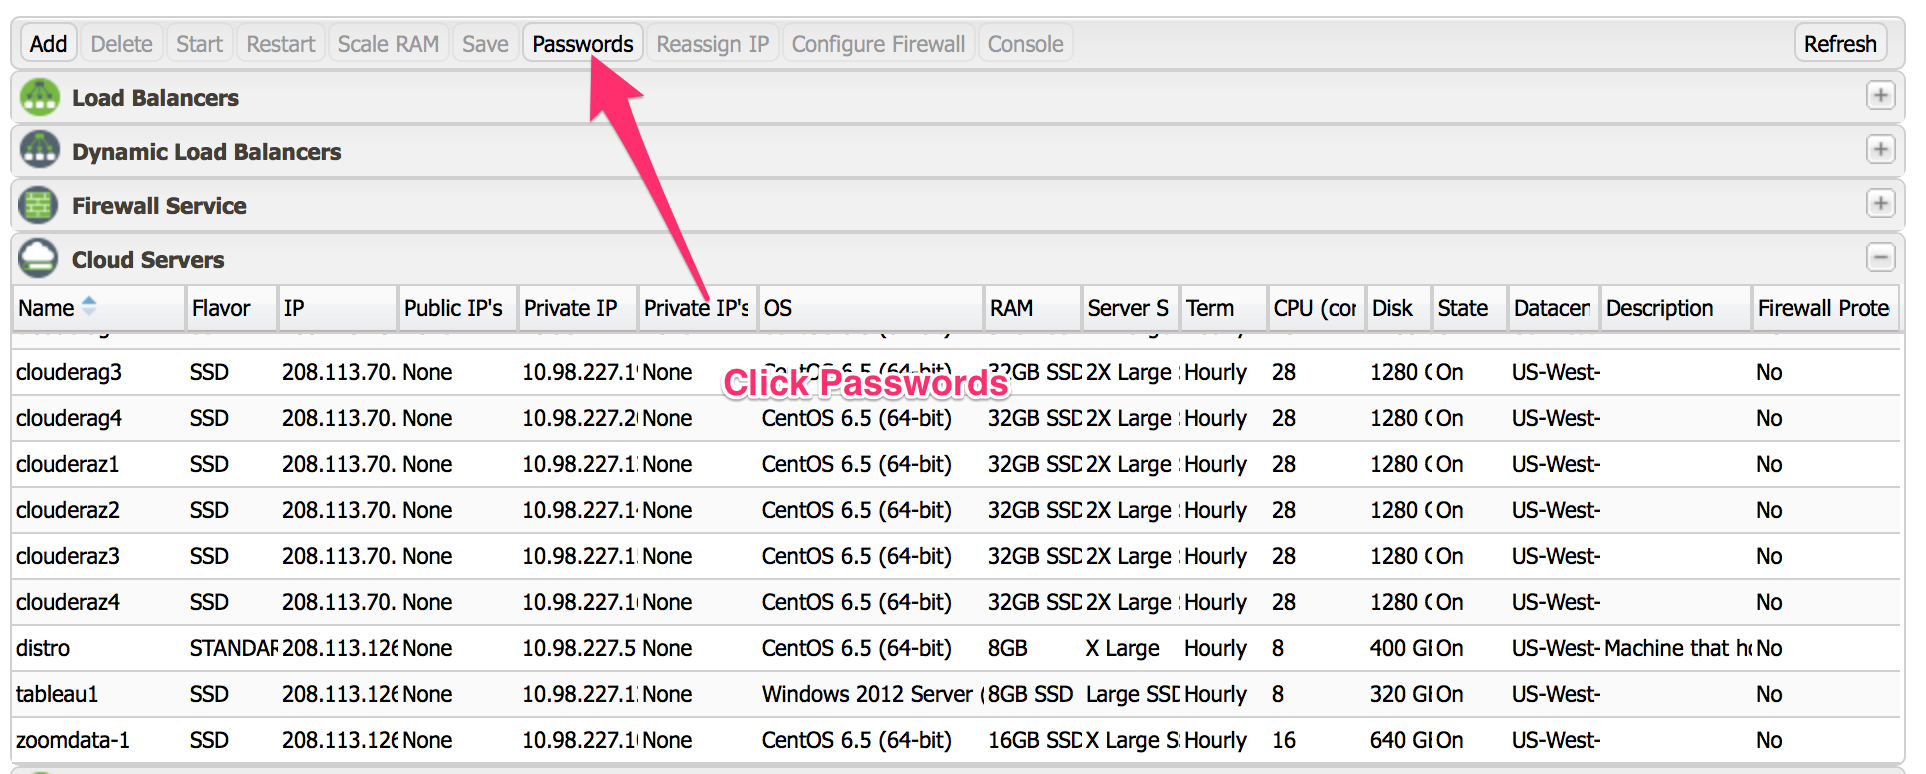 Add Delete Start Restart Scale RAM Save Passwords Reassign IP Configure Firewall Console Refresh
Load Balancers
Dynamic Load Balancers
Firewall Service
Cloud Servers
Name Flavor IP Public IP's Private IP Private IP's OS RAM Server S Term CPU (cor Disk State Datacen Description Firewall Prote
clouderag3 SSD 208.113.70. None 10.98.227.1 None CentOS 6.5 (64-bit) 32GB SSD 2X Large Hourly 28 1280 On US-West- No
Click Passwords
clouderag4 SSD 208.113.70. None 10.98.227.2 None CentOS 6.5 (64-bit) 32GB SSD 2X Large Hourly 28 1280 On US-West- No
clouderaz1 SSD 208.113.70. None 10.98.227.1 None CentOS 6.5 (64-bit) 32GB SSD 2X Large Hourly 28 1280 On US-West- No
clouderaz2 SSD 208.113.70. None 10.98.227.1 None CentOS 6.5 (64-bit) 32GB SSD 2X Large Hourly 28 1280 On US-West- No
clouderaz3 SSD 208.113.70. None 10.98.227.1 None CentOS 6.5 (64-bit) 32GB SSD 2X Large Hourly 28 1280 On US-West- No
clouderaz4 SSD 208.113.70. None 10.98.227.1 None CentOS 6.5 (64-bit) 32GB SSD 2X Large Hourly 28 1280 On US-West- No
distro STANDAR 208.113.126 None 10.98.227.5 None CentOS 6.5 (64-bit) 8GB X Large Hourly 8 400 G On US-West- Machine that h No
tableau1 SSD 208.113.126 None 10.98.227.1 None Windows 2012 Server ( 8GB SSD Large SSD Hourly 8 320 G On US-West- No
zoomdata-1 SSD 208.113.126 None 10.98.227.1 None CentOS 6.5 (64-bit) 16GB SSD X Large S Hourly 16 640 G On US-West- No